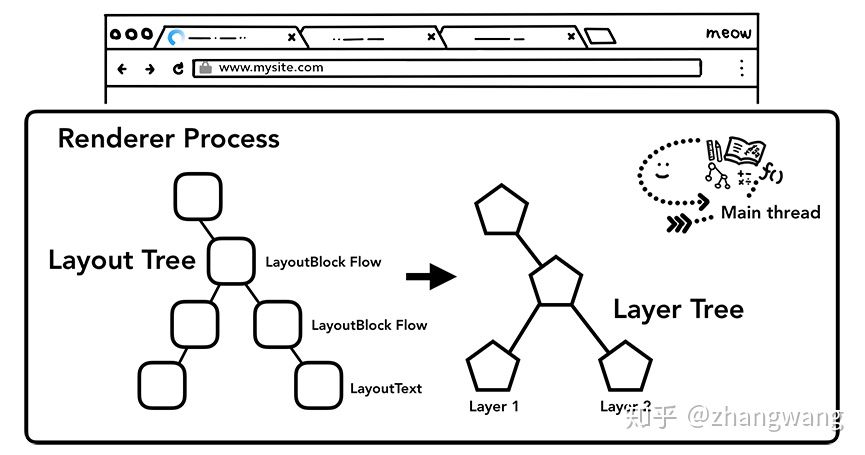 meow
www.mysite.com
Renderer Process
Main thread
f()
Layout Tree
LayoutBlock Flow
LayoutBlock Flow
LayoutText
Layer Tree
Layer 1
Layer 2
知乎 @zhangwang